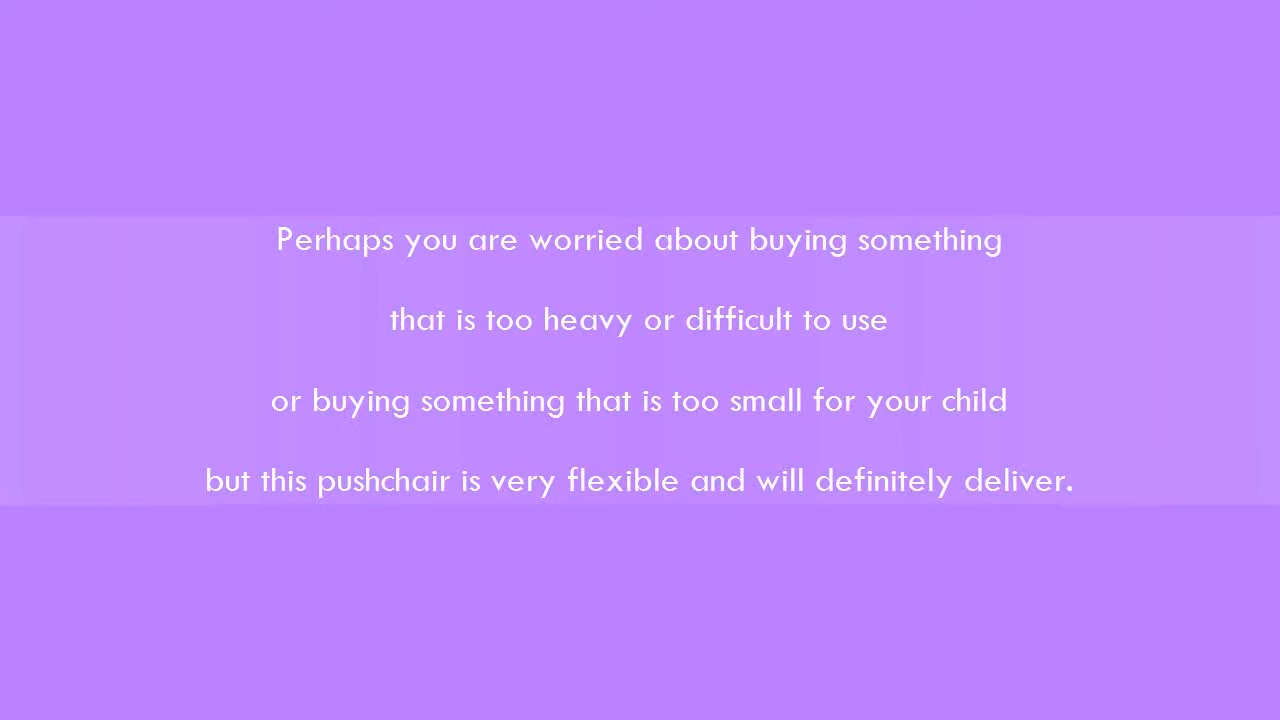 Perhaps you are worried about buying something
that is too heavy or difficult to use
or buying something that is too small for your child
but this pushchair is very flexible and will definitely deliver.